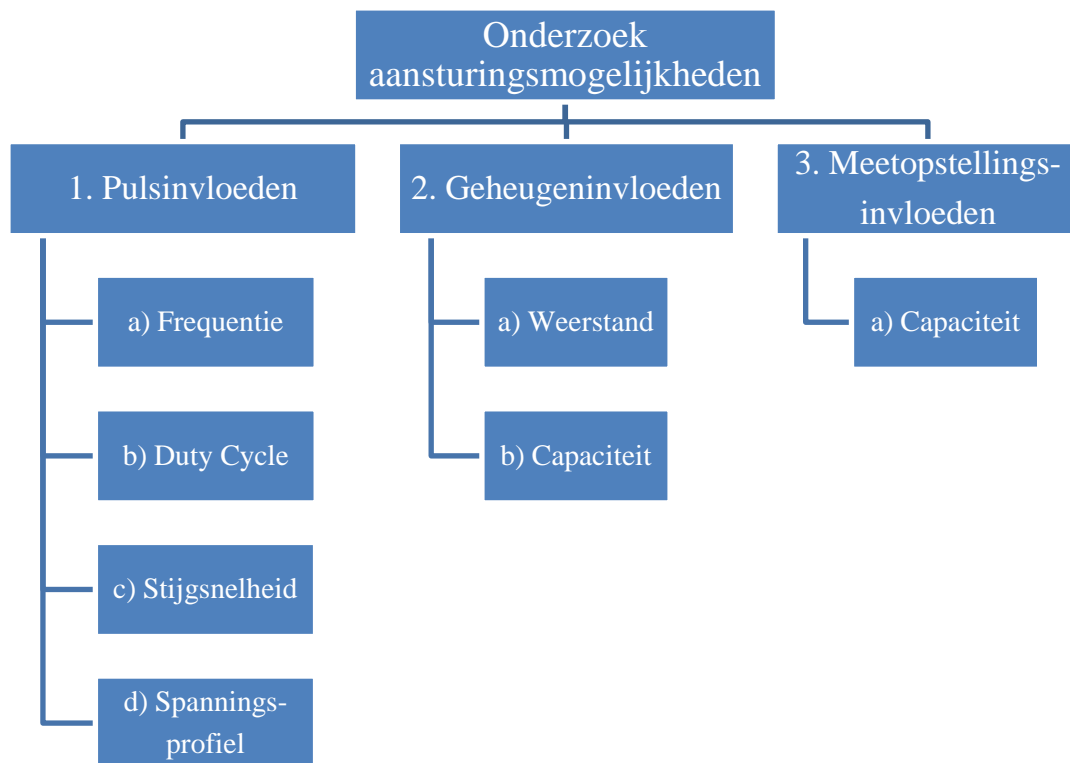 Onderzoek
aansturingsmogelijkheden
1. Pulsinvloeden
a) Frequentie
b) Duty Cycle
c) Stijgsnelheid
d) Spannings-
profiel
2. Geheugeninvloeden
a) Weerstand
b) Capaciteit
3. Meetopstellings-
invloeden
a) Capaciteit